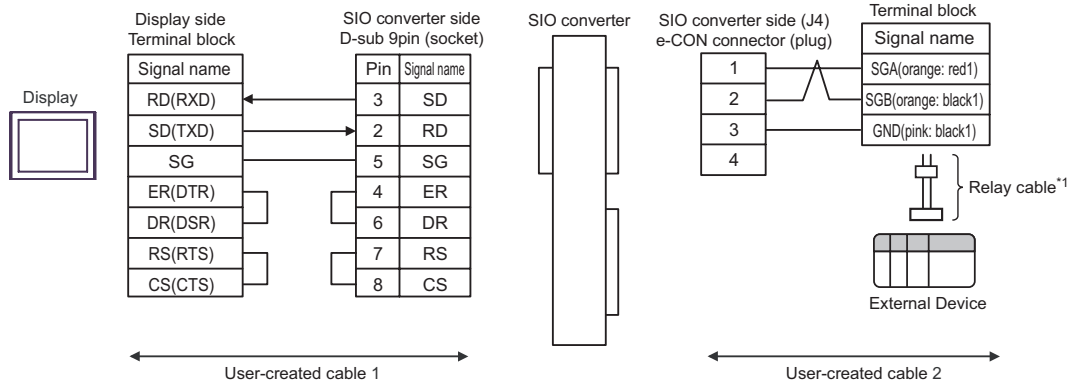 Display
Display side
Terminal block
Signal name
RD(RXD)
SD(TXD)
SG
ER(DTR)
DR(DSR)
RS(RTS)
CS(CTS)
SIO converter side
D-sub 9pin (socket)
Pin Signal name
3 SD
2 RD
5 SG
4 ER
6 DR
7 RS
8 CS
User-created cable 1
SIO converter
SIO converter side (J4)
e-CON connector (plug)
1
2
3
4
Terminal block
Signal name
SGA(orange: red1)
SGB(orange: black1)
GND(pink: black1)
Relay cable*1
External Device
User-created cable 2